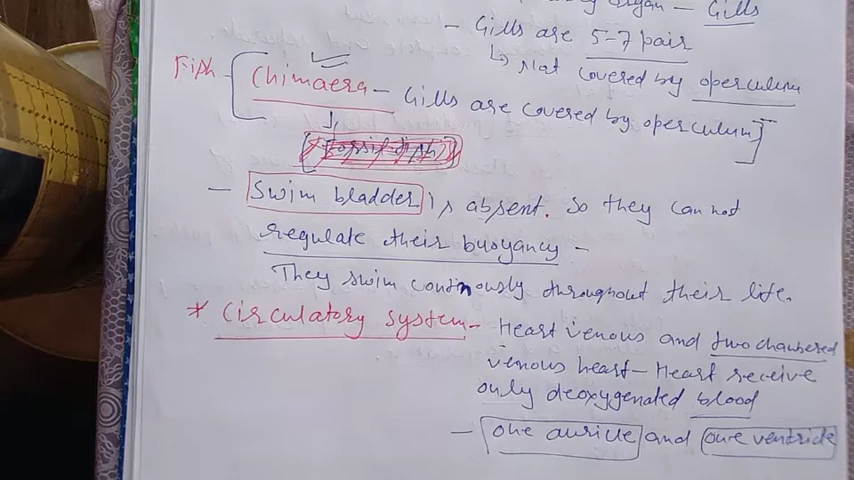 organ - Gills
- Gills are 5-7 pair
↳ Not covered by operculum
Fish - Chimaera - Gills are covered by operculum
- Swim bladder is absent. So they can not
regulate their buoyancy -
They swim continously throughout their life.
* Circulatory system - Heart venous and two chambered
venous heart - Heart receive
only deoxygenated blood
- one auricle and one ventricle